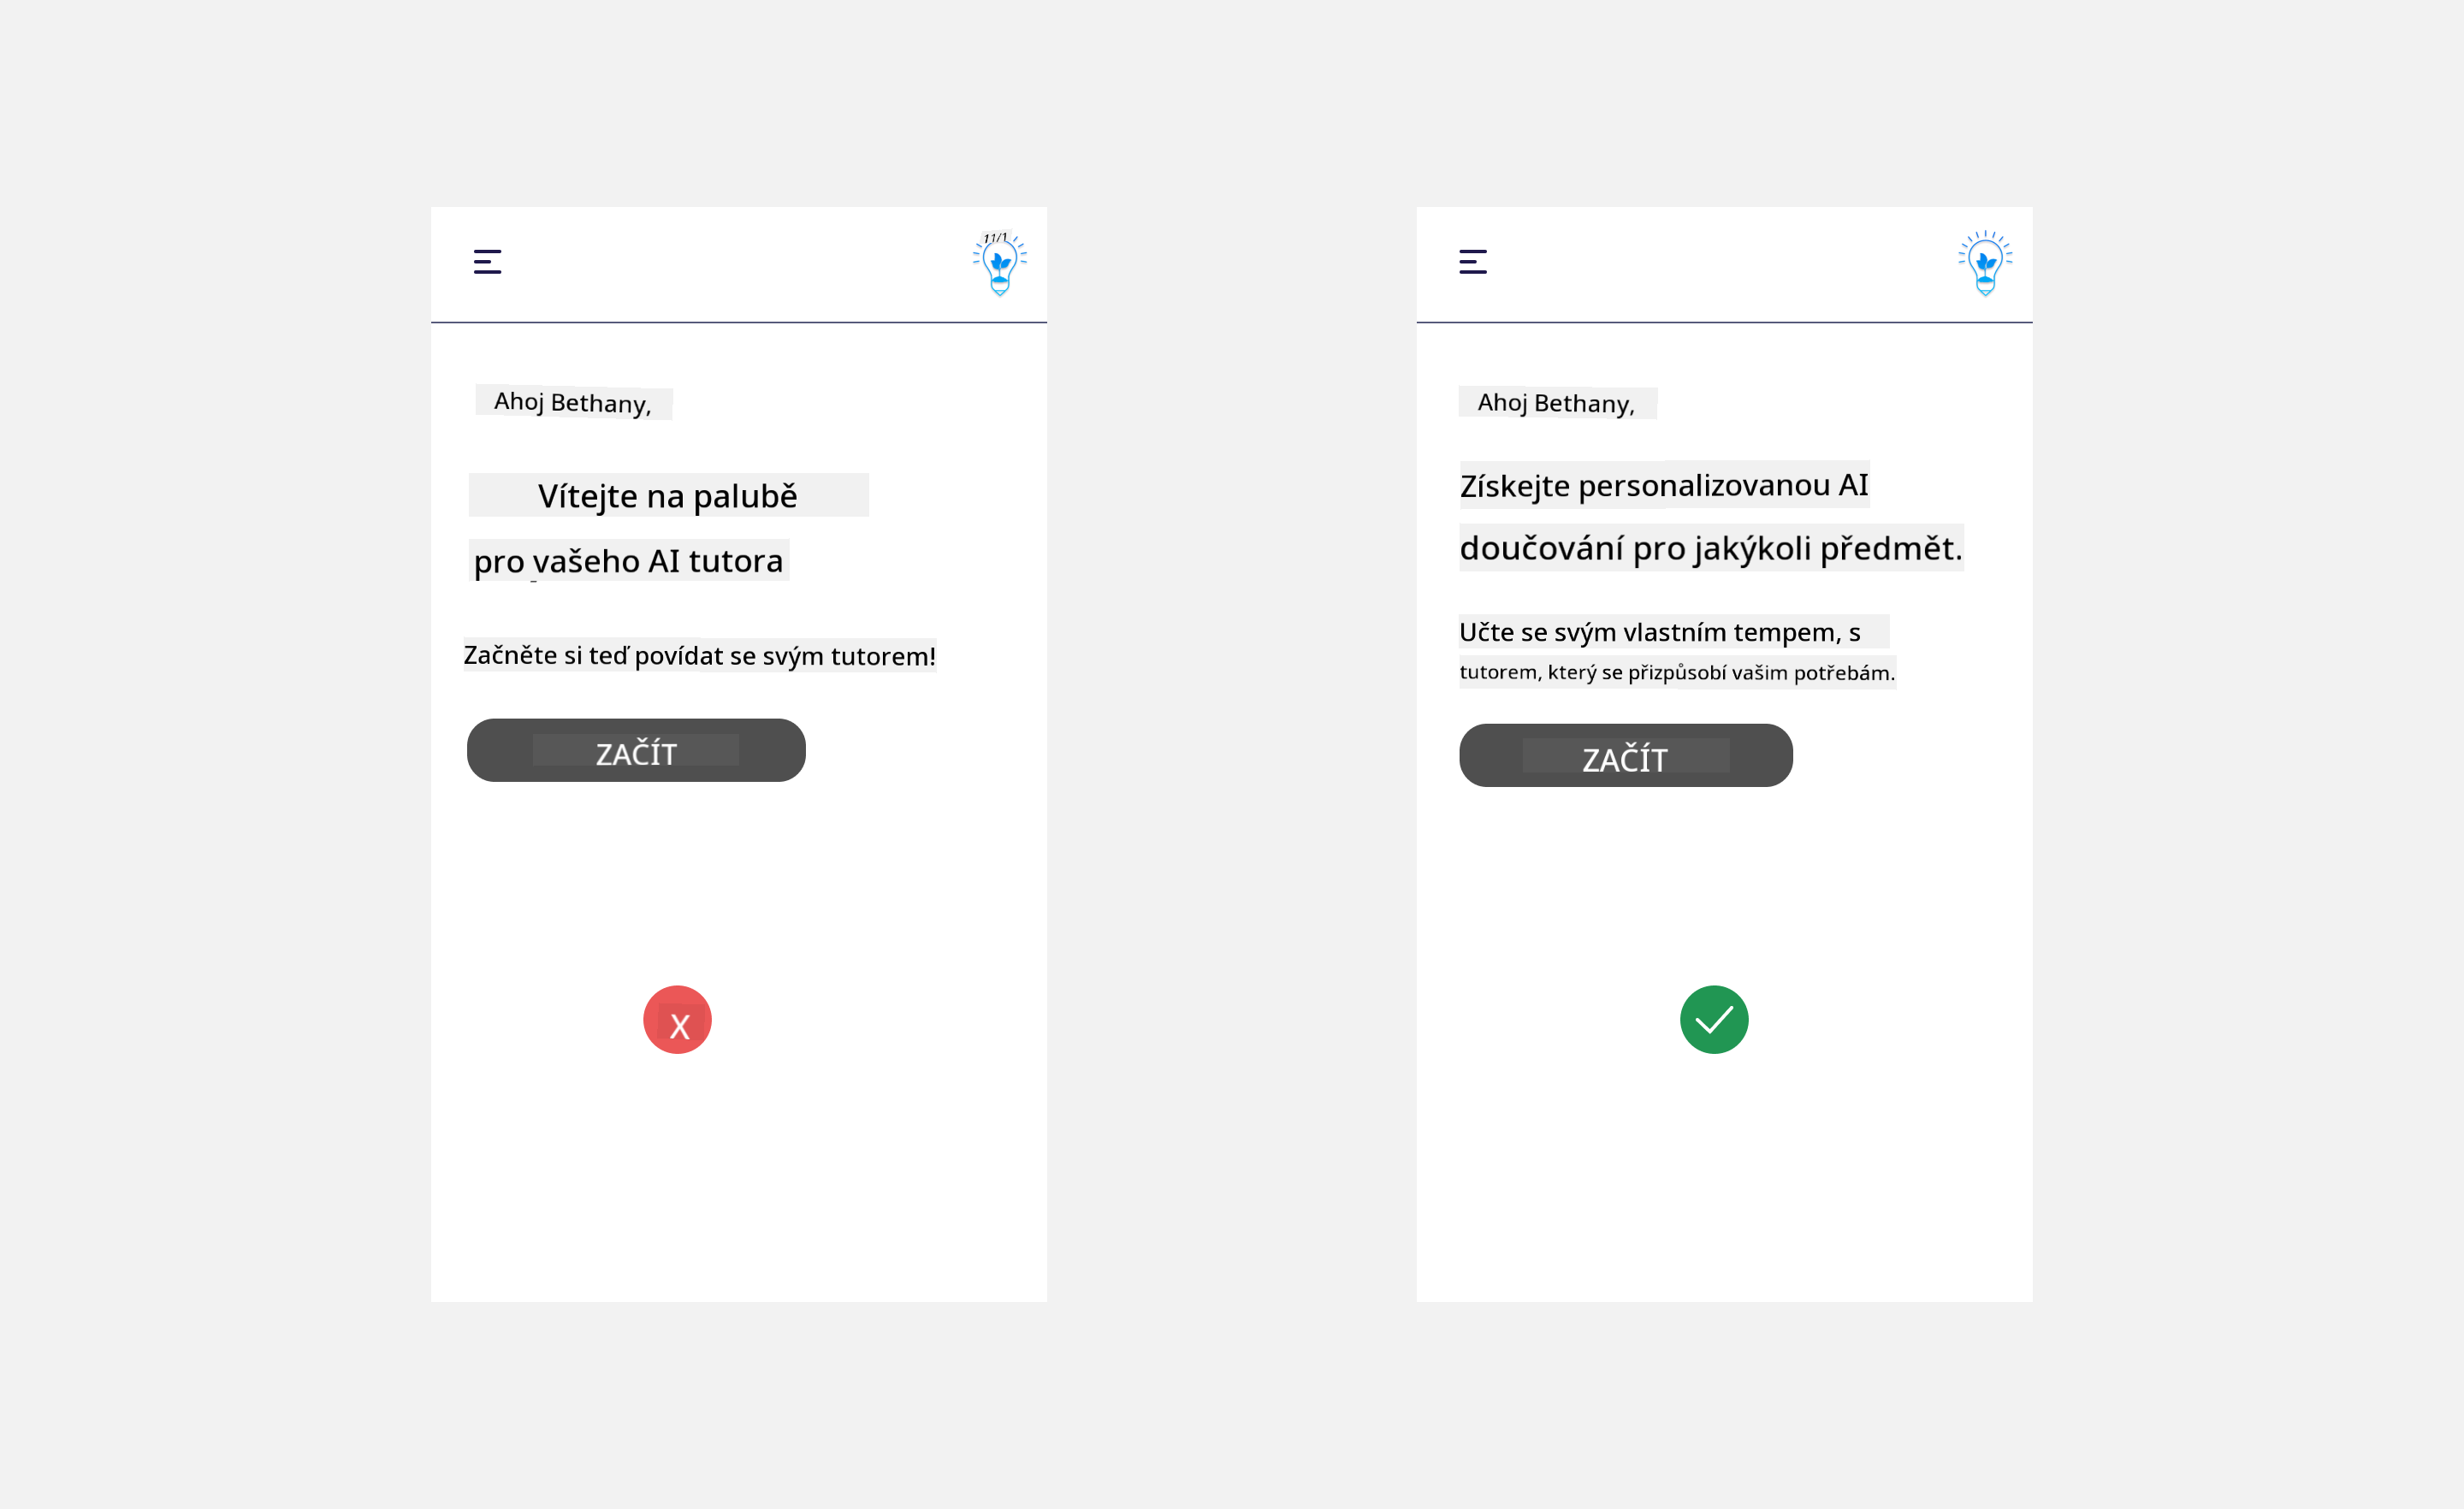 11/1
Ahoj Bethany,
Vítejte na palubě
pro vašeho AI tutora
Začněte si teď povídat se svým tutorem!
ZAČÍT
X
Ahoj Bethany,
Získejte personalizovanou AI
doučování pro jakýkoli předmět.
Učte se svým vlastním tempem, s
tutorem, který se přizpůsobí vašim potřebám.
ZAČÍT